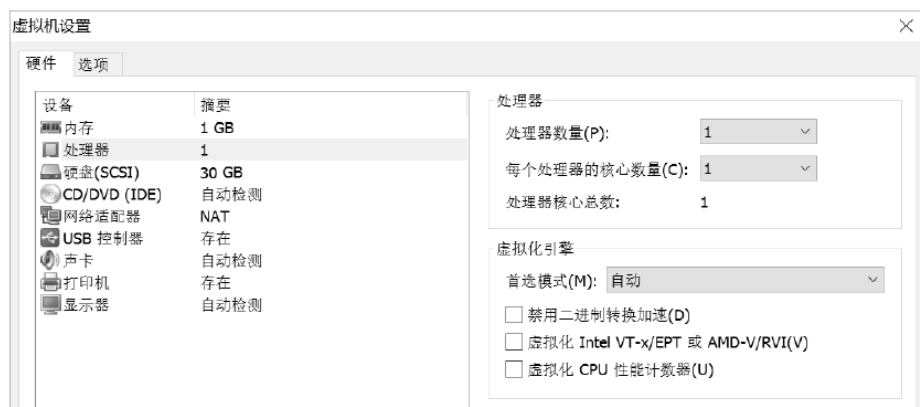 虚拟机设置
硬件 选项
设备 摘要
内存 1 GB
处理器 1
硬盘(SCSI) 30 GB
CD/DVD (IDE) 自动检测
网络适配器 NAT
USB 控制器 存在
声卡 自动检测
打印机 存在
显示器 自动检测
处理器
处理器数量(P): 1
每个处理器的核心数量(C): 1
处理器核心总数: 1
虚拟化引擎
首选模式(M): 自动
禁用二进制转换加速(D)
虚拟化 Intel VT-x/EPT 或 AMD-V/RVI(V)
虚拟化 CPU 性能计数器(U)